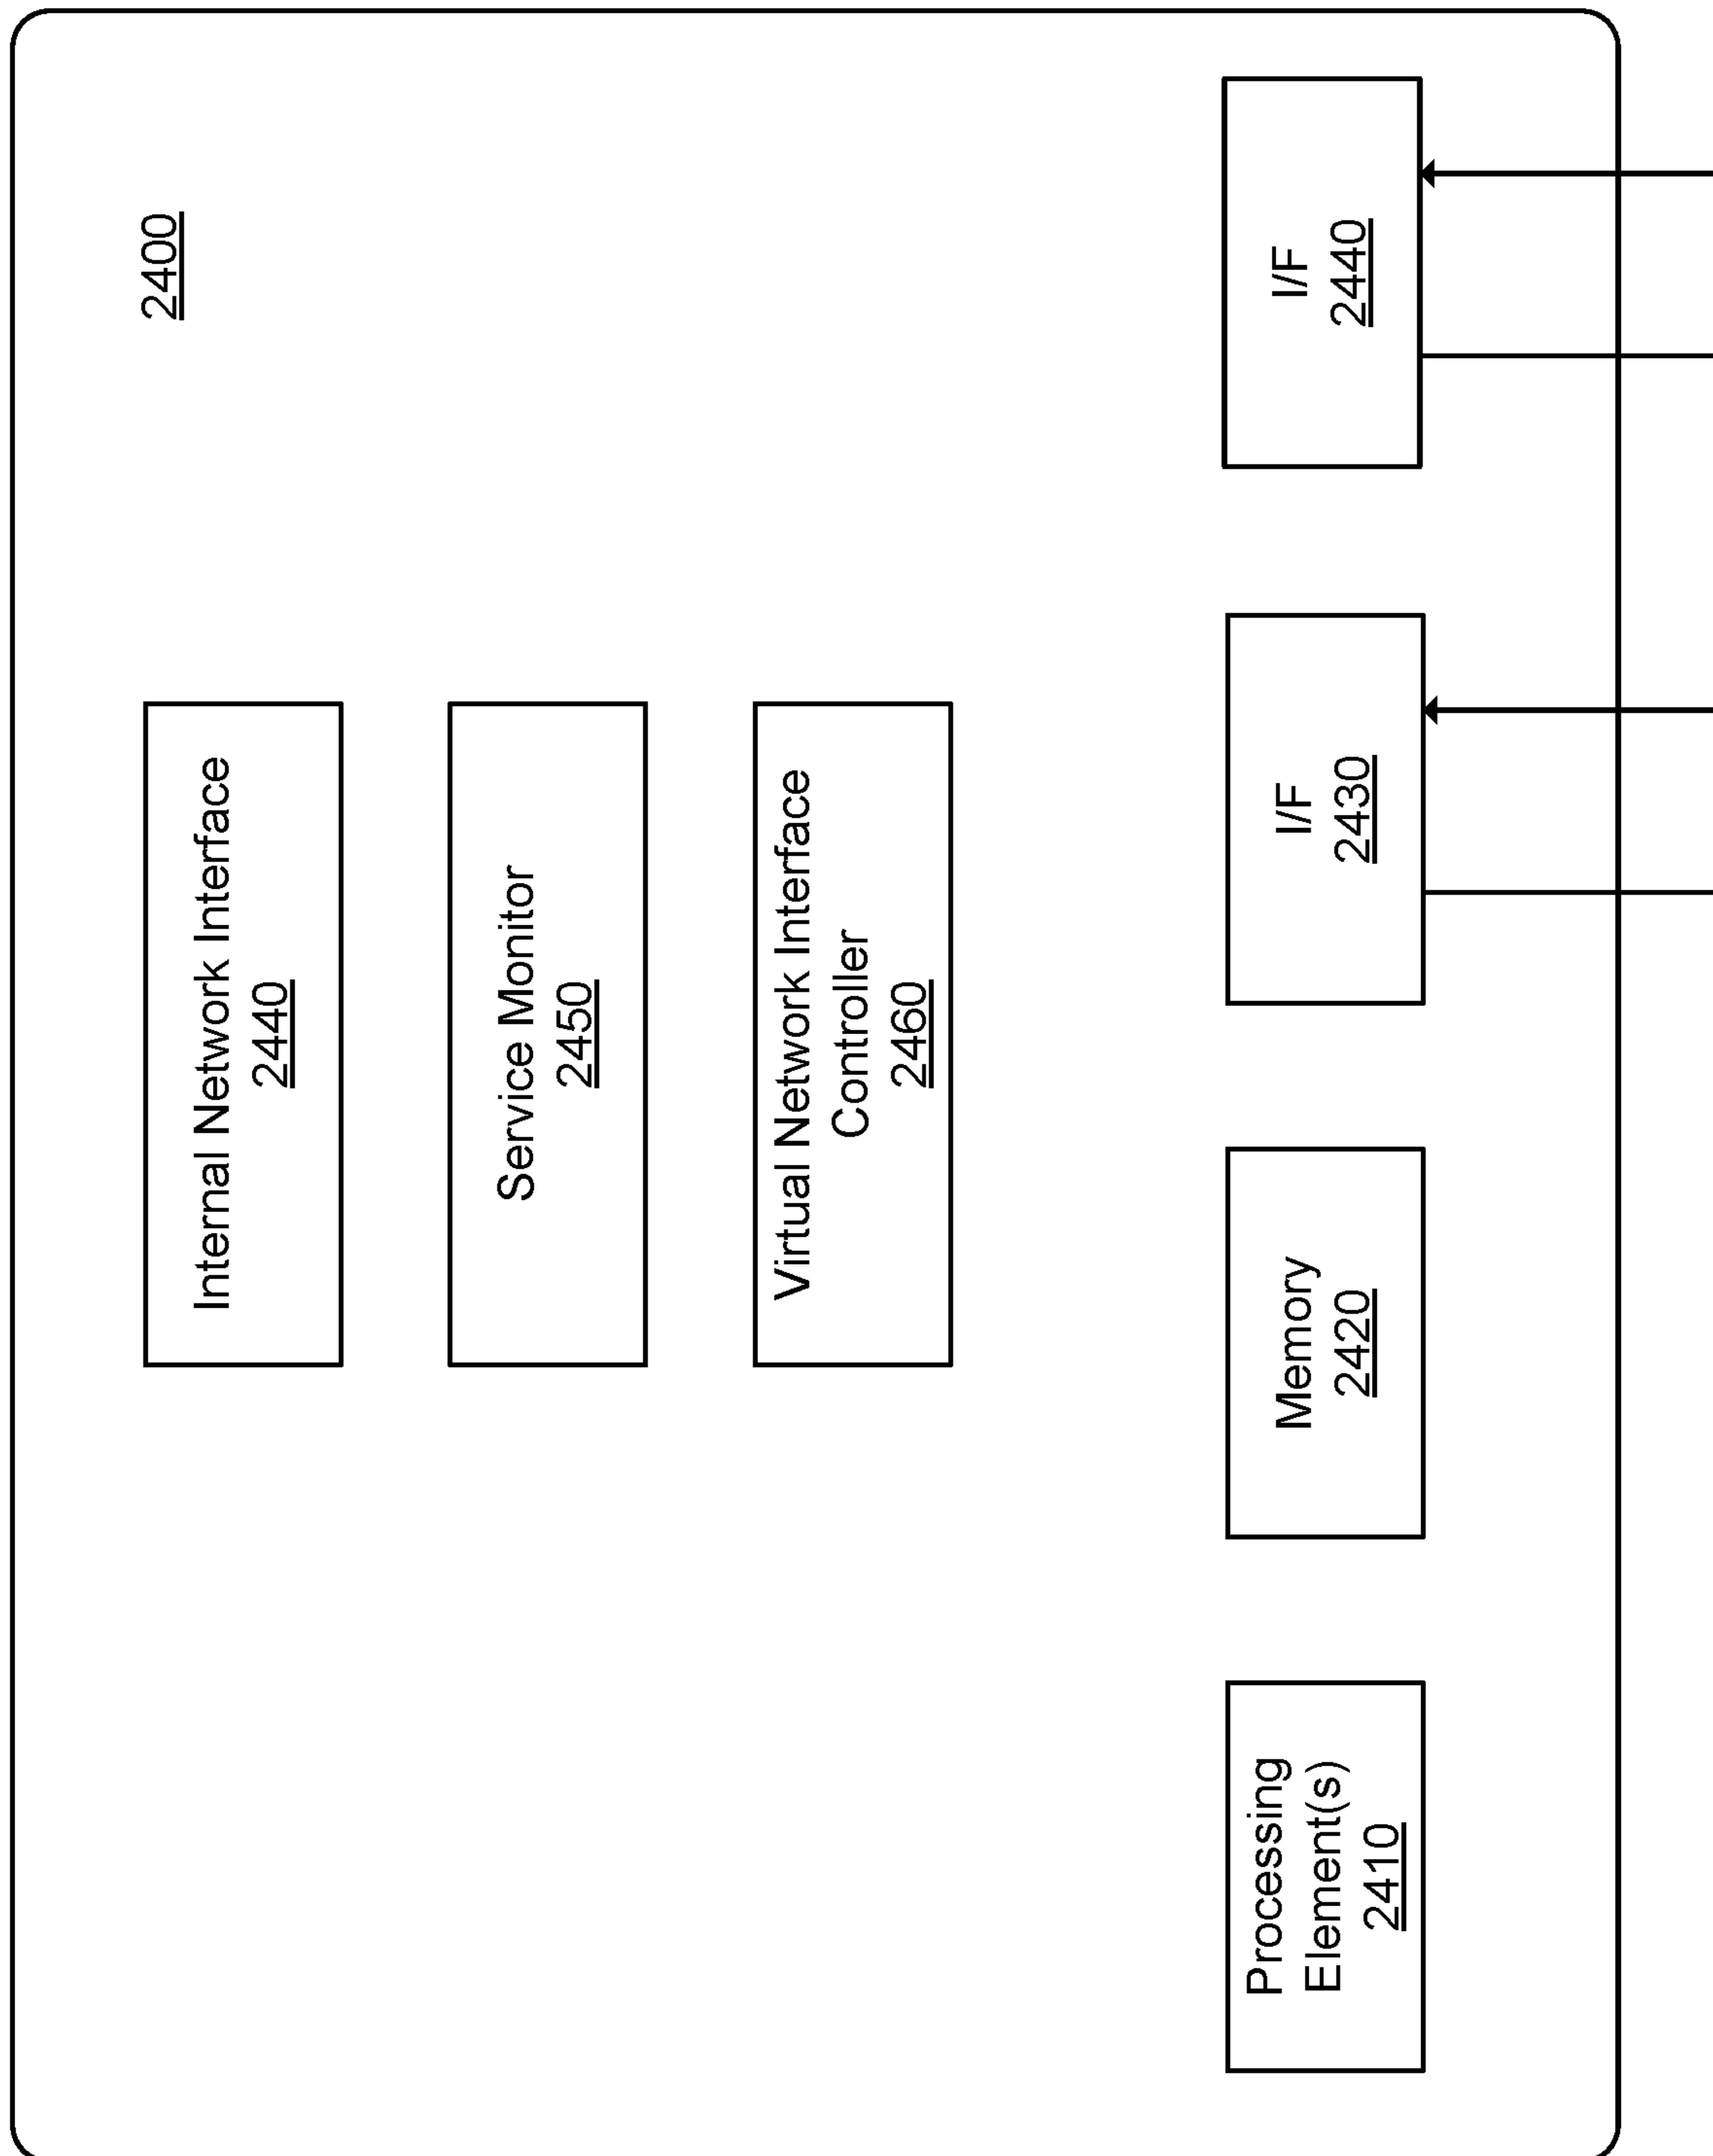 2400
Internal Network Interface
2440
Service Monitor
2450
Virtual Network Interface
Controller
2460
Processing
Element(s)
2410
Memory
2420
I/F
2430
I/F
2440